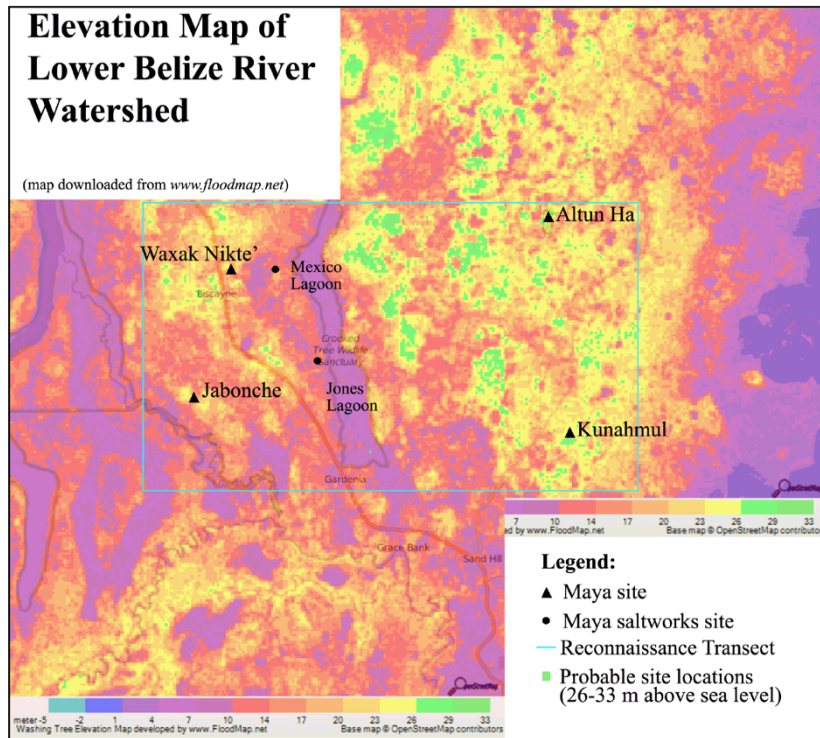 Elevation Map of
Lower Belize River
Watershed
(map downloaded from www.floodmap.net)
Altun Ha
Waxak Nikte’
Mexico
Lagoon
Biscayne
Crooked
Tree Wildlife
Sanctuary
Jabonche
Jones
Lagoon
Kunahmul
Gardenia
OpenStreetMap
7 10 14 17 20 23 26 29 33
ed by www.FloodMap.net Base map © OpenStreetMap contributors
Grace Bank
Sand Hill
Legend:
Maya site
Maya saltworks site
Reconnaissance Transect
Probable site locations
(26-33 m above sea level)
OpenStreetMap
meter -5 -2 1 4 7 10 14 17 20 23 26 29 33
Washing Tree Elevation Map developed by www.FloodMap.net Base map © OpenStreetMap contributors